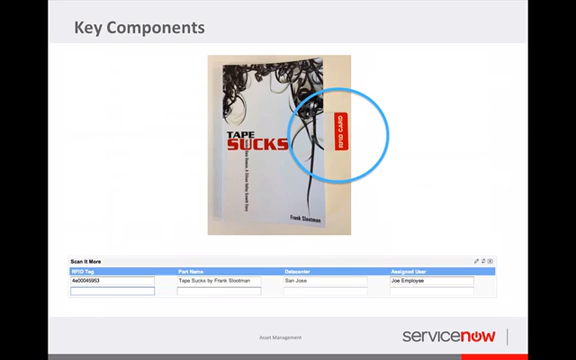 Key Components
TAPE
SUCKS
Frank Slootman
RFID CARD
Scan It More
RFID Tag Part Name Datacenter Assigned User
4e00045953 Tape Sucks by Frank Slootman San Jose Joe Employee
Asset Management
servicenow